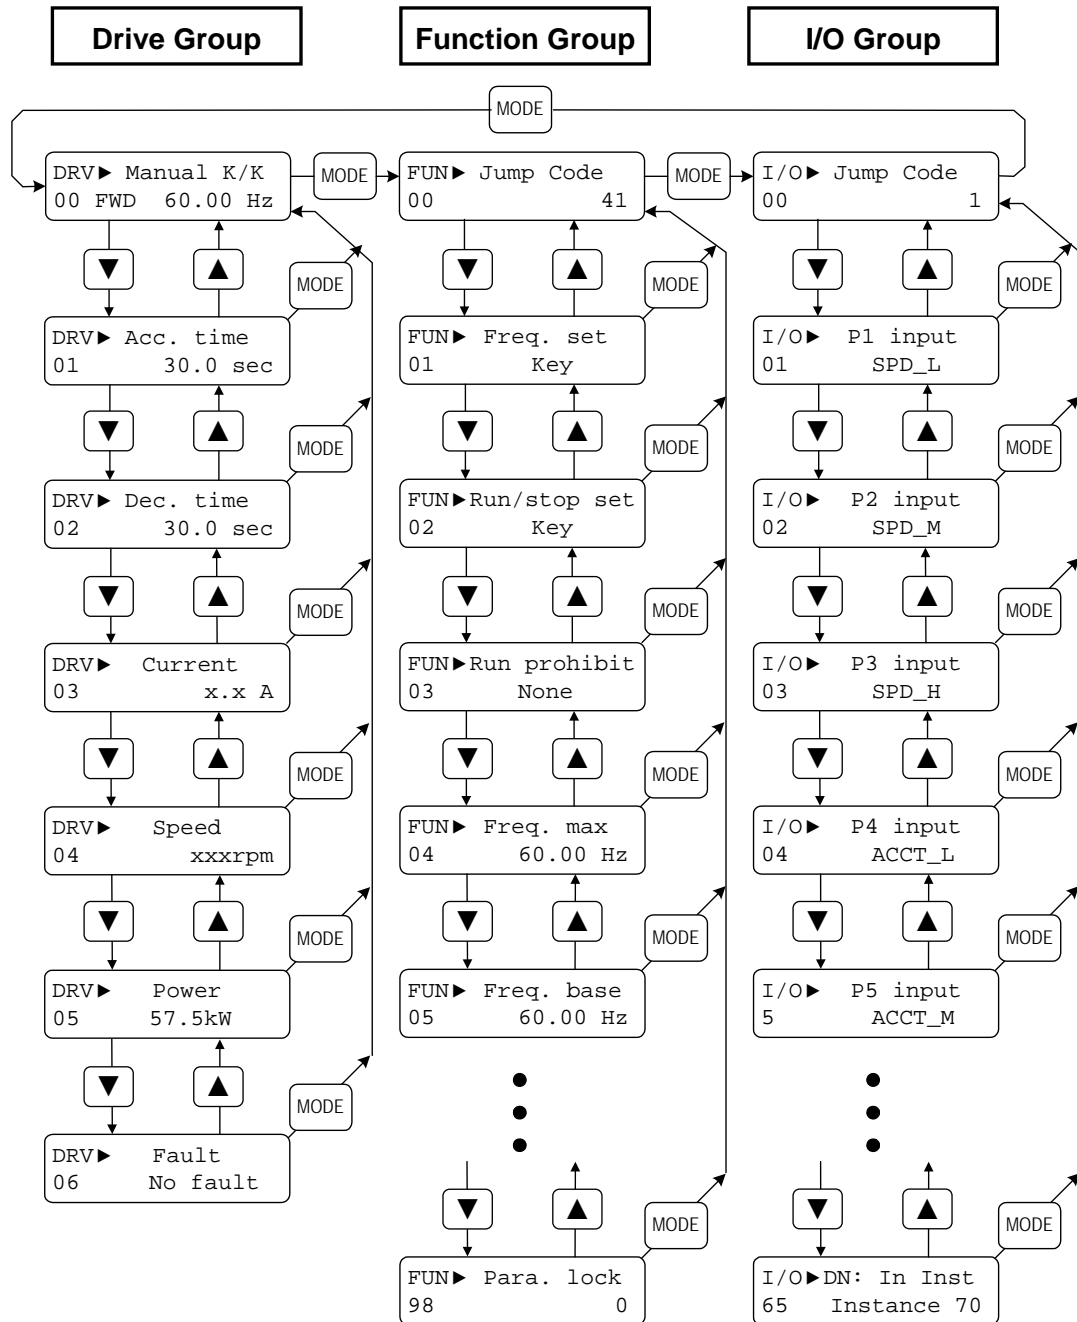 Drive Group
Function Group
I/O Group
MODE
DRV► Manual K/K
00 FWD 60.00 Hz
MODE
FUN► Jump Code
00 41
MODE
I/O► Jump Code
00 1
▼ ▲ MODE
▼ ▲ MODE
▼ ▲ MODE
DRV► Acc. time
01 30.0 sec
FUN► Freq. set
01 Key
I/O► P1 input
01 SPD_L
▼ ▲ MODE
▼ ▲ MODE
▼ ▲ MODE
DRV► Dec. time
02 30.0 sec
FUN►Run/stop set
02 Key
I/O► P2 input
02 SPD_M
▼ ▲ MODE
▼ ▲ MODE
▼ ▲ MODE
DRV► Current
03 x.x A
FUN►Run prohibit
03 None
I/O► P3 input
03 SPD_H
▼ ▲ MODE
▼ ▲ MODE
▼ ▲ MODE
DRV► Speed
04 xxxrpm
FUN► Freq. max
04 60.00 Hz
I/O► P4 input
04 ACCT_L
▼ ▲ MODE
▼ ▲ MODE
▼ ▲ MODE
DRV► Power
05 57.5kW
FUN► Freq. base
05 60.00 Hz
I/O► P5 input
5 ACCT_M
▼ ▲ MODE
DRV► Fault
06 No fault
▼ ▲ MODE
▼ ▲ MODE
FUN► Para. lock
98 0
I/O►DN: In Inst
65 Instance 70